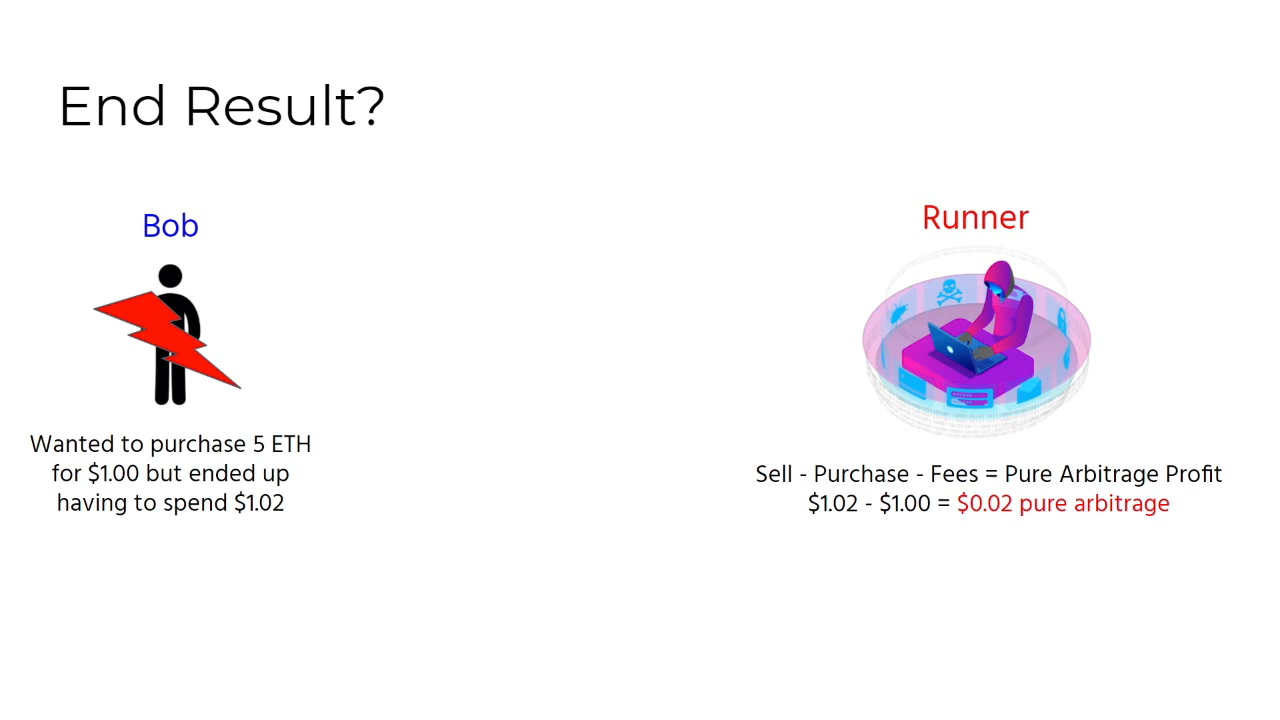 End Result?
Bob
Wanted to purchase 5 ETH
for $1.00 but ended up
having to spend $1.02
Runner
Sell - Purchase - Fees = Pure Arbitrage Profit
$1.02 - $1.00 = $0.02 pure arbitrage